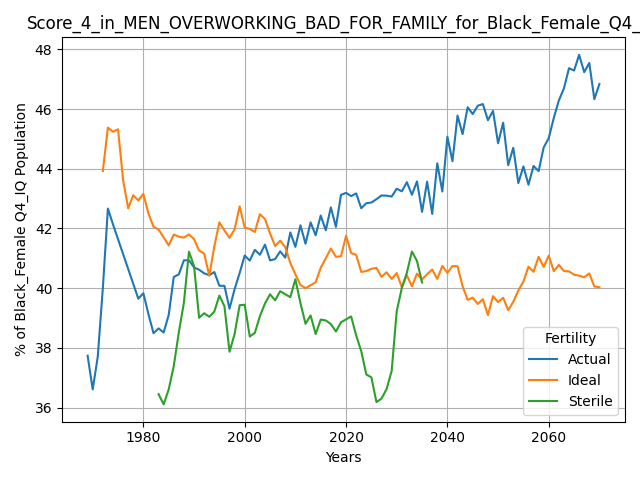 Score_4_in_MEN_OVERWORKING_BAD_FOR_FAMILY_for_Black_Female_Q4_
% of Black_Female Q4_IQ Population
48
46
44
42
40
38
36
1980
2000
2020
2040
2060
Years
Fertility
Actual
Ideal
Sterile